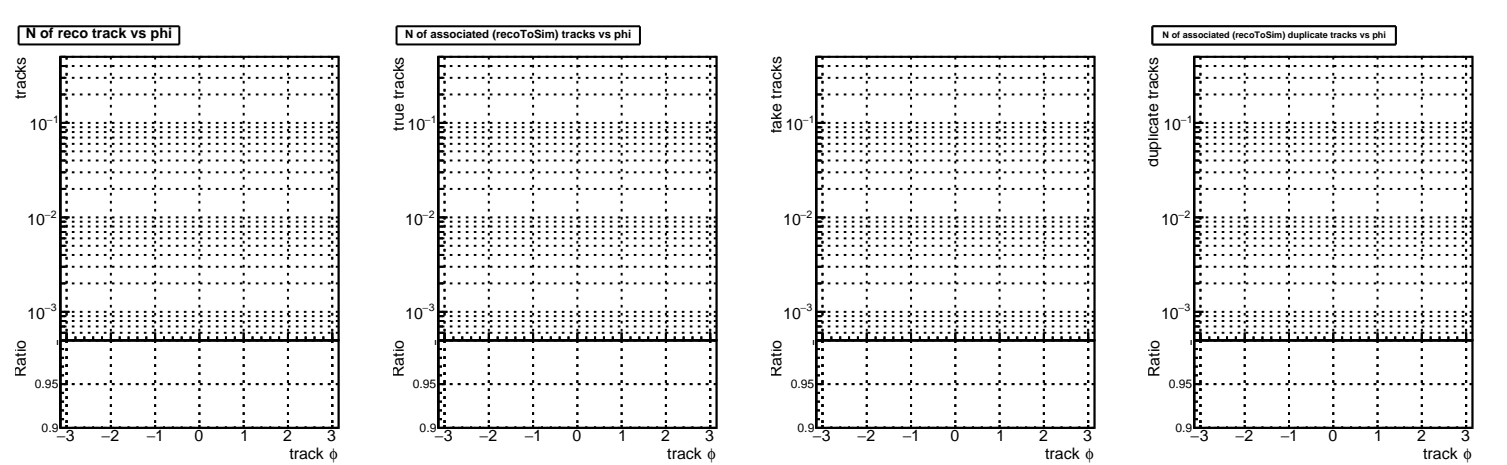 N of reco track vs phi
tracks
10−1
10−2
10−3
Ratio
0.95
0.9
−3 −2 −1 0 1 2 3
track ϕ
N of associated (recoToSim) tracks vs phi
true tracks
10−1
10−2
10−3
Ratio
0.95
0.9
−3 −2 −1 0 1 2 3
track ϕ
fake tracks
10−1
10−2
10−3
Ratio
0.95
0.9
−3 −2 −1 0 1 2 3
track ϕ
N of associated (recoToSim) duplicate tracks vs phi
duplicate tracks
10−1
10−2
10−3
Ratio
0.95
0.9
−3 −2 −1 0 1 2 3
track ϕ